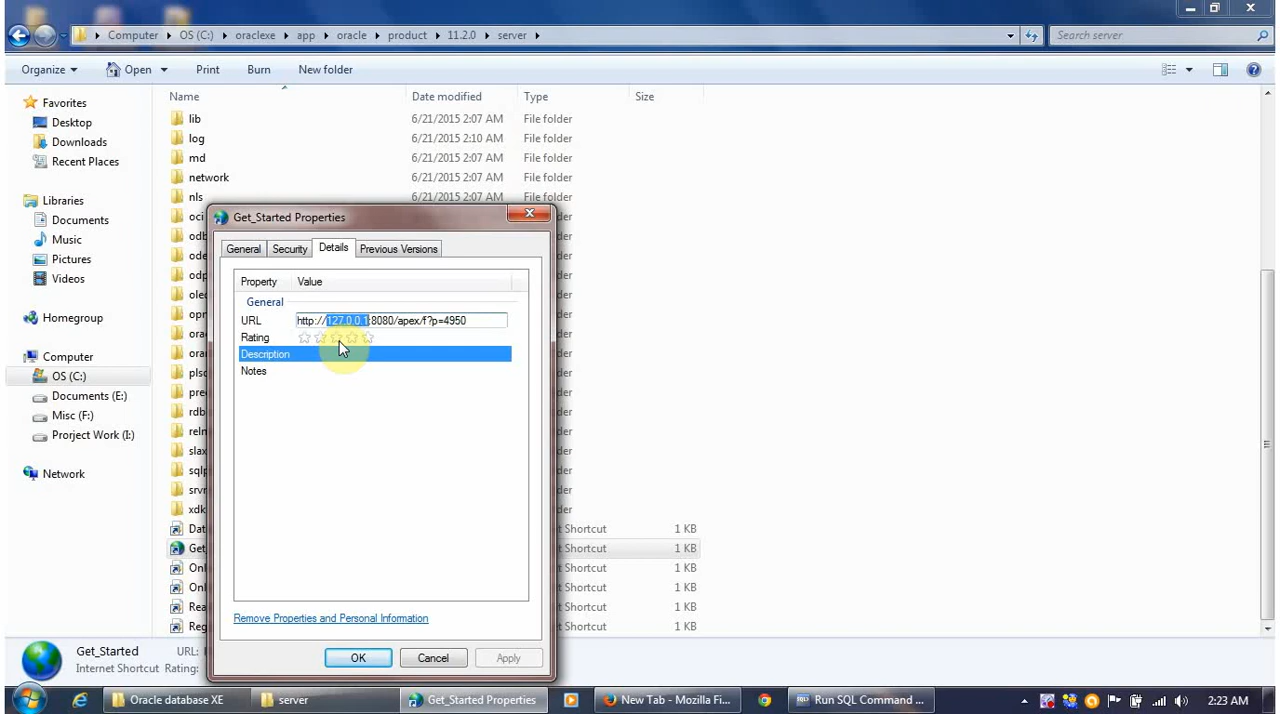 Computer OS (C:) oraclexe app oracle product 11.2.0 server
Search server
Organize Open Print Burn New folder
Name Date modified Type Size
Favorites
Desktop
Downloads
Recent Places
Libraries
Documents
Music
Pictures
Videos
Homegroup
Computer
OS (C:)
Documents (E:)
Misc (F:)
Project Work (I:)
Network
lib 6/21/2015 2:07 AM File folder
log 6/21/2015 2:10 AM File folder
md 6/21/2015 2:07 AM File folder
network 6/21/2015 2:07 AM File folder
nls 6/21/2015 2:07 AM File folder
oci
Shortcut 1 KB
Shortcut 1 KB
Shortcut 1 KB
Shortcut 1 KB
Shortcut 1 KB
Shortcut 1 KB
Get_Started Properties
General Security Details Previous Versions
Property Value
General
URL http://127.0.0.1:8080/apex/f?p=4950
Rating
Description
Notes
Remove Properties and Personal Information
OK Cancel Apply
Get_Started URL:
Internet Shortcut Rating:
Oracle database XE server Get_Started Properties New Tab - Mozilla Fi... Run SQL Command ... 2:23 AM